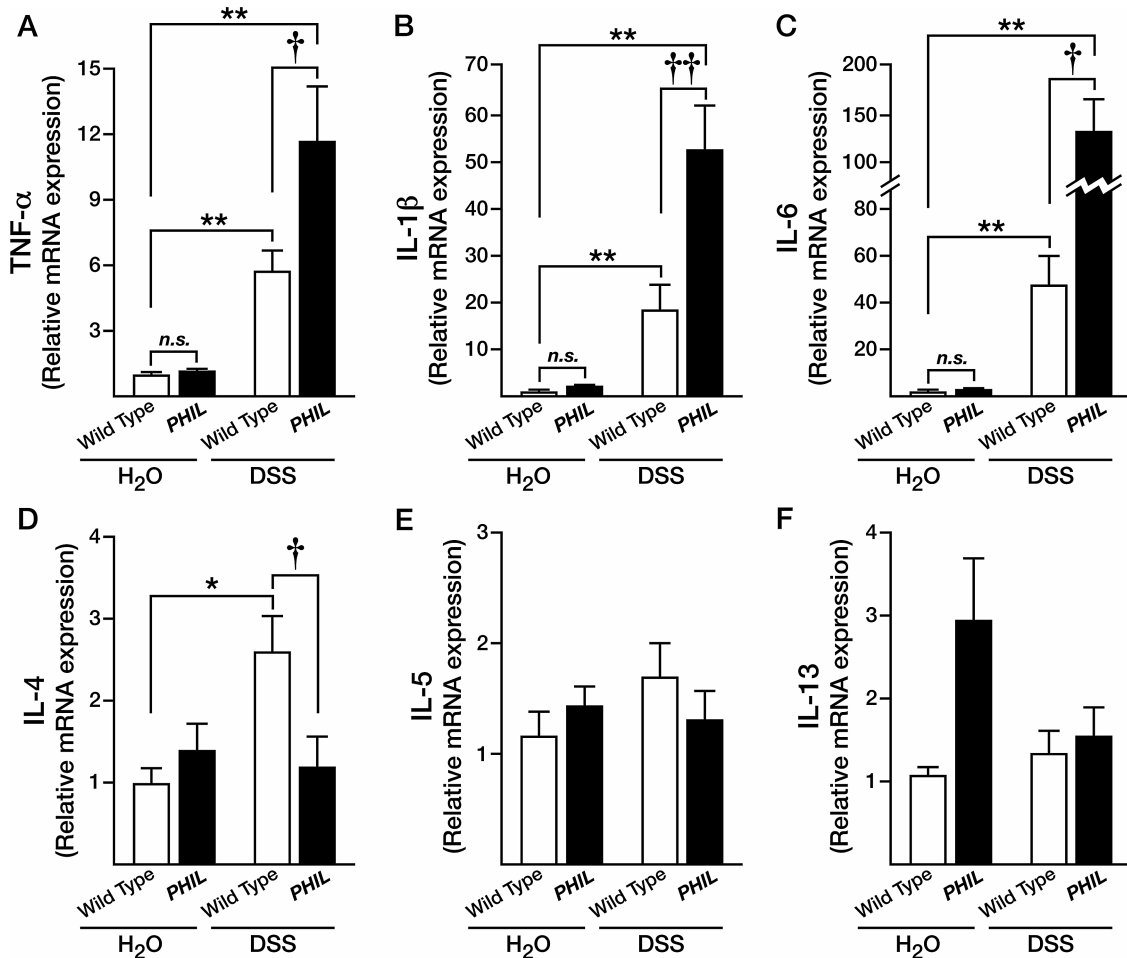 A
TNF-α
(Relative mRNA expression)
15
12
9
6
3
**
†
**
n.s.
Wild Type
PHIL
Wild Type
PHIL
H2O
DSS
B
IL-1β
(Relative mRNA expression)
70
60
50
40
30
20
10
**
††
**
n.s.
Wild Type
PHIL
Wild Type
PHIL
H2O
DSS
C
IL-6
(Relative mRNA expression)
200
150
100
80
60
40
20
**
†
**
n.s.
Wild Type
PHIL
Wild Type
PHIL
H2O
DSS
D
IL-4
(Relative mRNA expression)
4
3
2
1
*
†
Wild Type
PHIL
Wild Type
PHIL
H2O
DSS
E
IL-5
(Relative mRNA expression)
3
2
1
Wild Type
PHIL
Wild Type
PHIL
H2O
DSS
F
IL-13
(Relative mRNA expression)
4
3
2
1
Wild Type
PHIL
Wild Type
PHIL
H2O
DSS